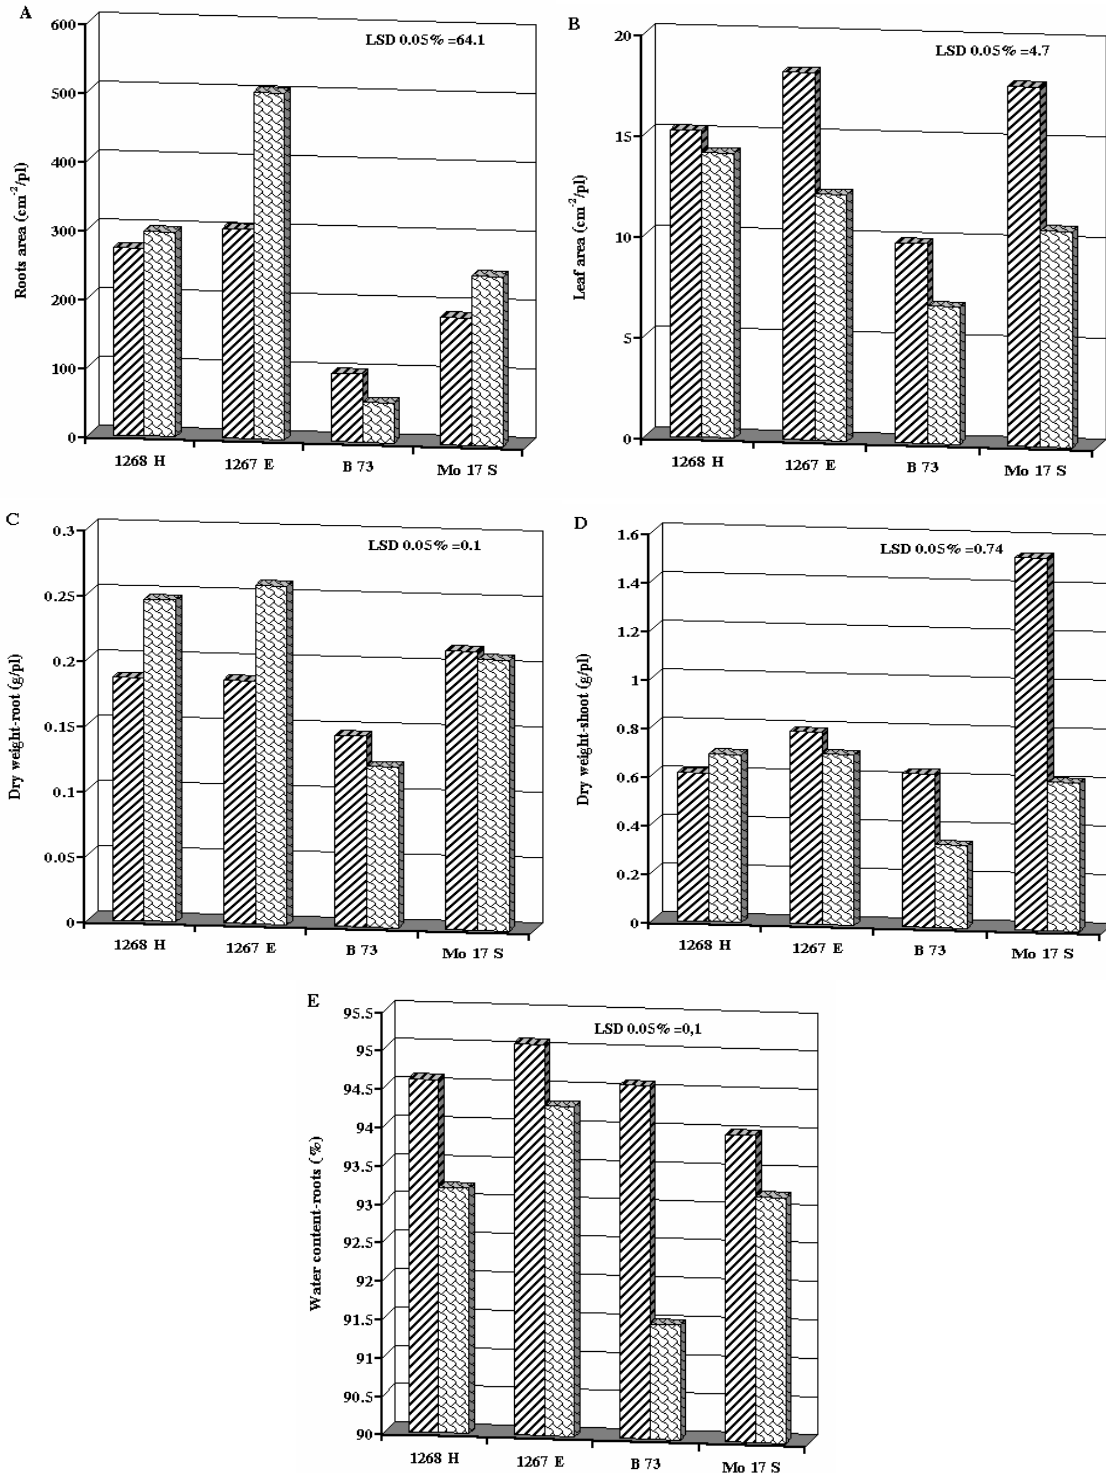 A
LSD 0.05% =64.1
Roots area (cm⁻²/pl)
600
500
400
300
200
100
0
1268 H
1267 E
B 73
Mo 17 S
B
LSD 0.05% =4.7
Leaf area (cm⁻²/pl)
20
15
10
5
0
1268 H
1267 E
B 73
Mo 17 S
C
LSD 0.05% =0.1
Dry weight-root (g/pl)
0.3
0.25
0.2
0.15
0.1
0.05
0
1268 H
1267 E
B 73
Mo 17 S
D
LSD 0.05% =0.74
Dry weight-shoot (g/pl)
1.6
1.4
1.2
1
0.8
0.6
0.4
0.2
0
1268 H
1267 E
B 73
Mo 17 S
E
LSD 0.05% =0,1
Water content-roots (%)
95.5
95
94.5
94
93.5
93
92.5
92
91.5
91
90.5
90
1268 H
1267 E
B 73
Mo 17 S